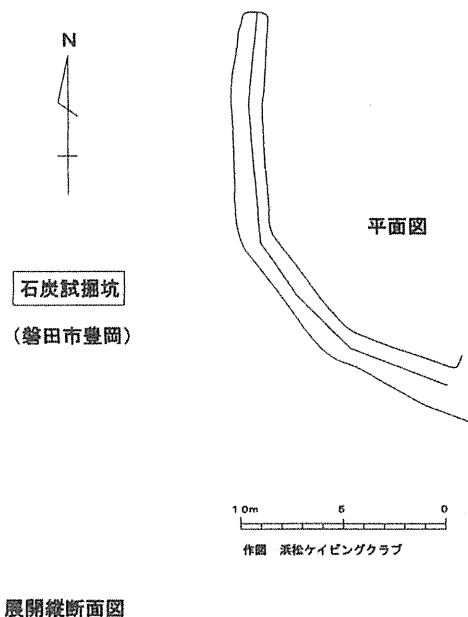 N
平面図
石炭試掘坑
(磐田市豊岡)
10m 5 0
作図 浜松ケイビングクラブ
展開縦断面図